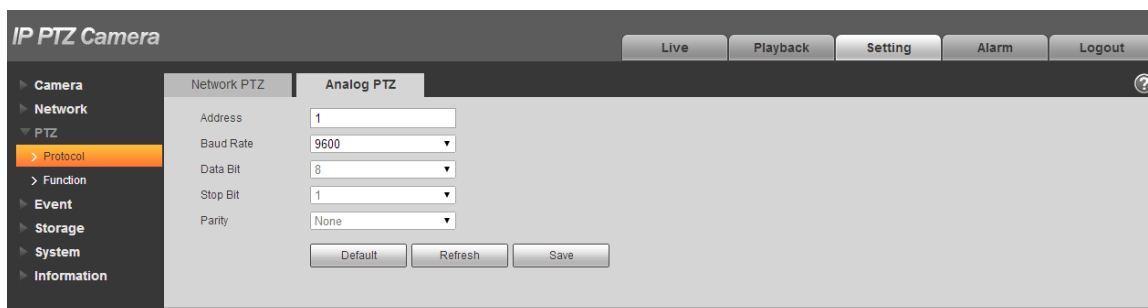 IP PTZ Camera
Live
Playback
Setting
Alarm
Logout
Camera
Network
PTZ
Protocol
Function
Event
Storage
System
Information
Network PTZ
Analog PTZ
?
Address
1
Baud Rate
9600
Data Bit
8
Stop Bit
1
Parity
None
Default
Refresh
Save